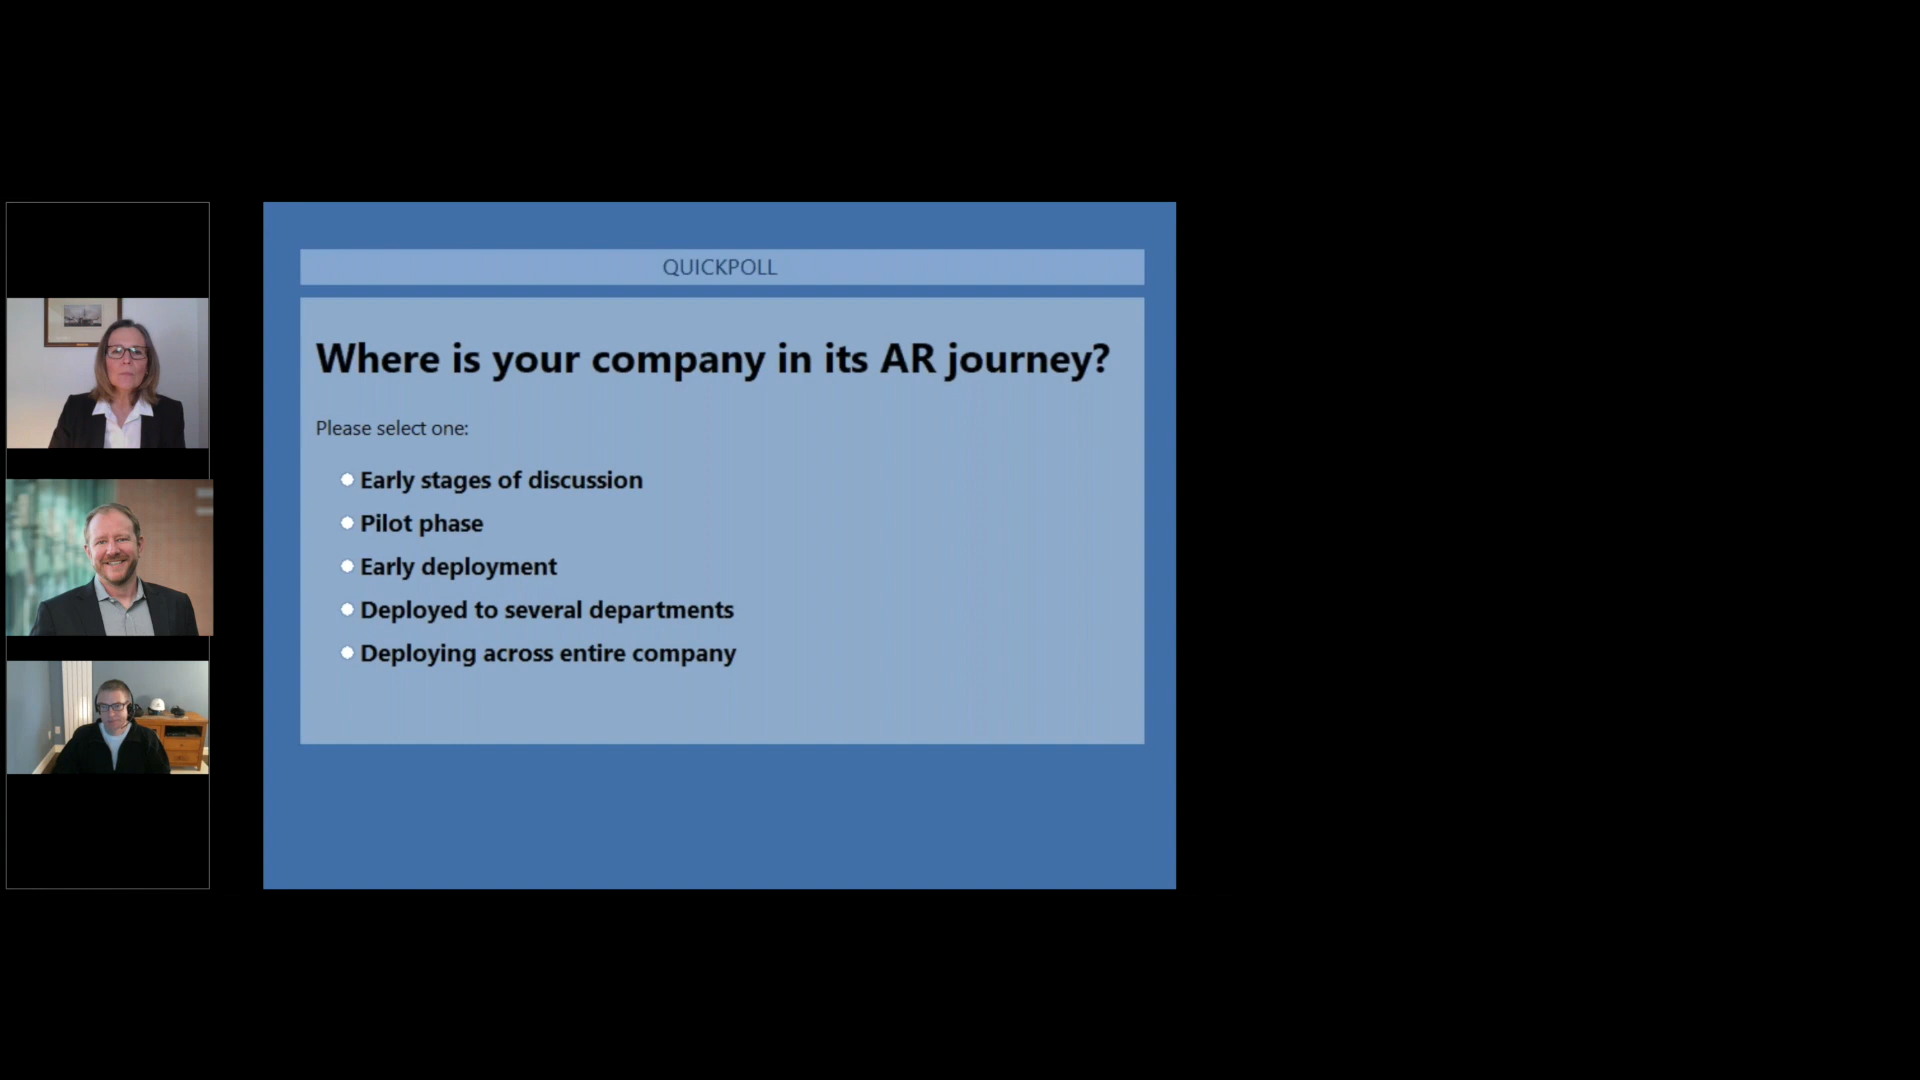 QUICKPOLL
Where is your company in its AR journey?
Please select one:
Early stages of discussion
Pilot phase
Early deployment
Deployed to several departments
Deploying across entire company